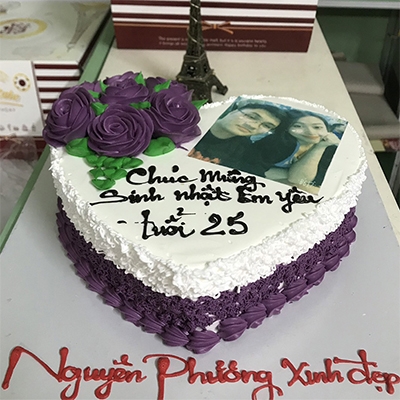 Chúc Mừng
Sinh nhật Em yêu
tuổi 25
Nguyễn Phương Xinh đẹp